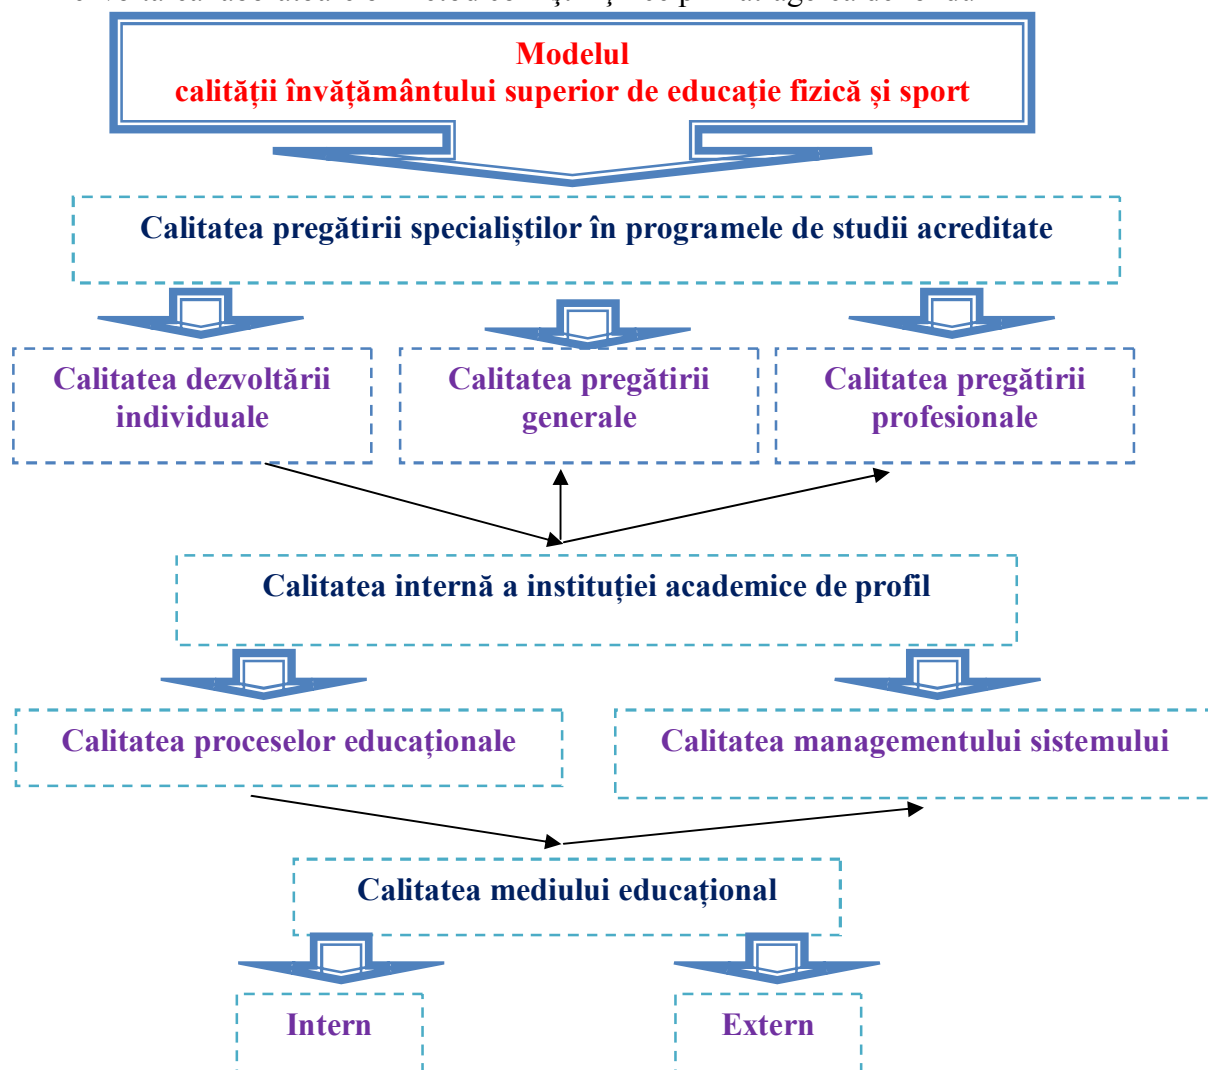 Modelul
calității învățământului superior de educație fizică și sport
Calitatea pregătirii specialiștilor în programele de studii acreditate
Calitatea dezvoltării
individuale
Calitatea pregătirii
generale
Calitatea pregătirii
profesionale
Calitatea internă a instituției academice de profil
Calitatea proceselor educaționale
Calitatea managementului sistemului
Calitatea mediului educațional
Intern
Extern